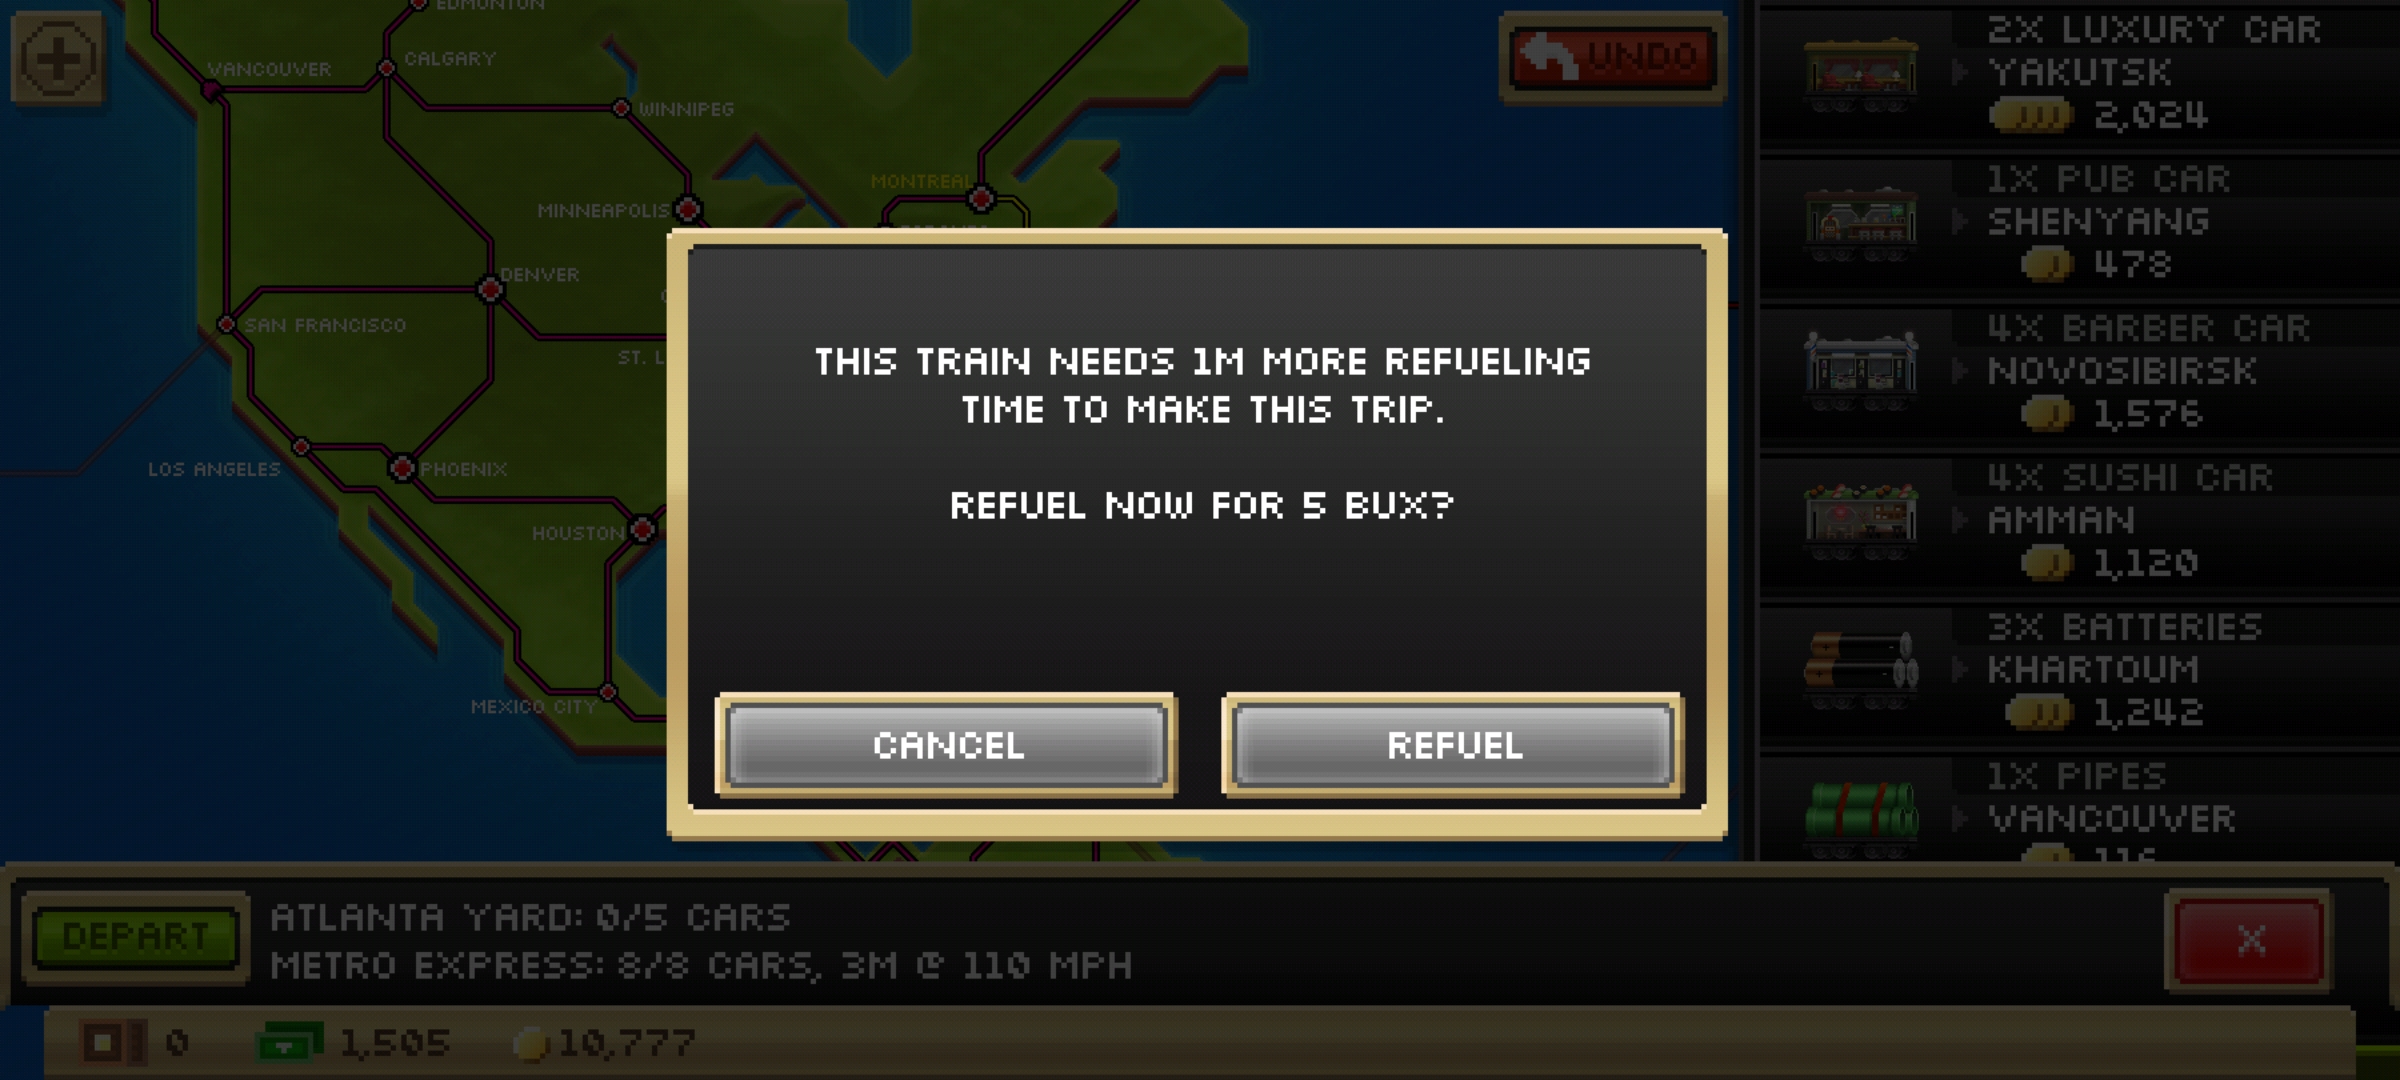 EDMONTON
VANCOUVER
CALGARY
WINNIPEG
MONTREAL
MINNEAPOLIS
DENVER
SAN FRANCISCO
ST. L
LOS ANGELES
PHOENIX
HOUSTON
MEXICO CITY
UNDO
2X LUXURY CAR
YAKUTSK
2,024
1X PUB CAR
SHENYANG
478
4X BARBER CAR
NOVOSIBIRSK
1,576
4X SUSHI CAR
AMMAN
1,120
3X BATTERIES
KHARTOUM
1,242
1X PIPES
VANCOUVER
116
THIS TRAIN NEEDS 1M MORE REFUELING
TIME TO MAKE THIS TRIP.
REFUEL NOW FOR 5 BUX?
CANCEL
REFUEL
DEPART
ATLANTA YARD: 0/5 CARS
METRO EXPRESS: 8/8 CARS, 3M @ 110 MPH
X
0
1,505
10,777